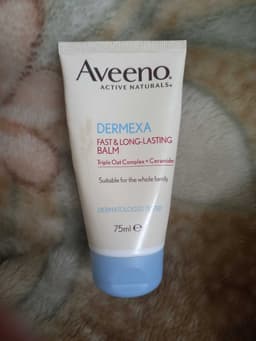 Aveeno.
ACTIVE NATURALS®
DERMEXA
FAST & LONG-LASTING
BALM
Triple Oat Complex + Ceramide
Suitable for the whole family
DERMATOLOGIST TESTED
75ml ℮